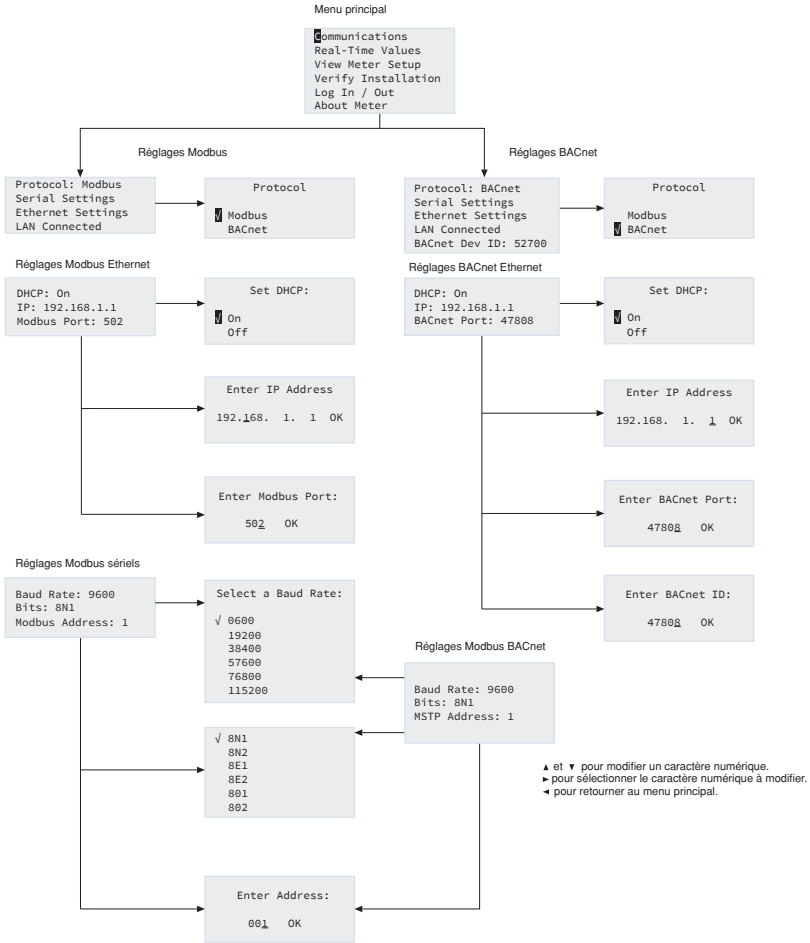 Menu principal
Communications
Real-Time Values
View Meter Setup
Verify Installation
Log In / Out
About Meter
Réglages Modbus
Protocol: Modbus
Serial Settings
Ethernet Settings
LAN Connected
Protocol
√ Modbus
BACnet
Réglages BACnet
Protocol: BACnet
Serial Settings
Ethernet Settings
LAN Connected
BACnet Dev ID: 52700
Protocol
Modbus
√ BACnet
Réglages Modbus Ethernet
DHCP: On
IP: 192.168.1.1
Modbus Port: 502
Set DHCP:
√ On
Off
Enter IP Address
192.168. 1. 1 OK
Enter Modbus Port:
502 OK
Réglages BACnet Ethernet
DHCP: On
IP: 192.168.1.1
BACnet Port: 47808
Set DHCP:
√ On
Off
Enter IP Address
192.168. 1. 1 OK
Enter BACnet Port:
47808 OK
Enter BACnet ID:
47808 OK
Réglages Modbus sériels
Baud Rate: 9600
Bits: 8N1
Modbus Address: 1
Select a Baud Rate:
√ 0600
19200
38400
57600
76800
115200
√ 8N1
8N2
8E1
8E2
801
802
Enter Address:
001 OK
Réglages Modbus BACnet
Baud Rate: 9600
Bits: 8N1
MSTP Address: 1
▲ et ▼ pour modifier un caractère numérique.
► pour sélectionner le caractère numérique à modifier.
◄ pour retourner au menu principal.